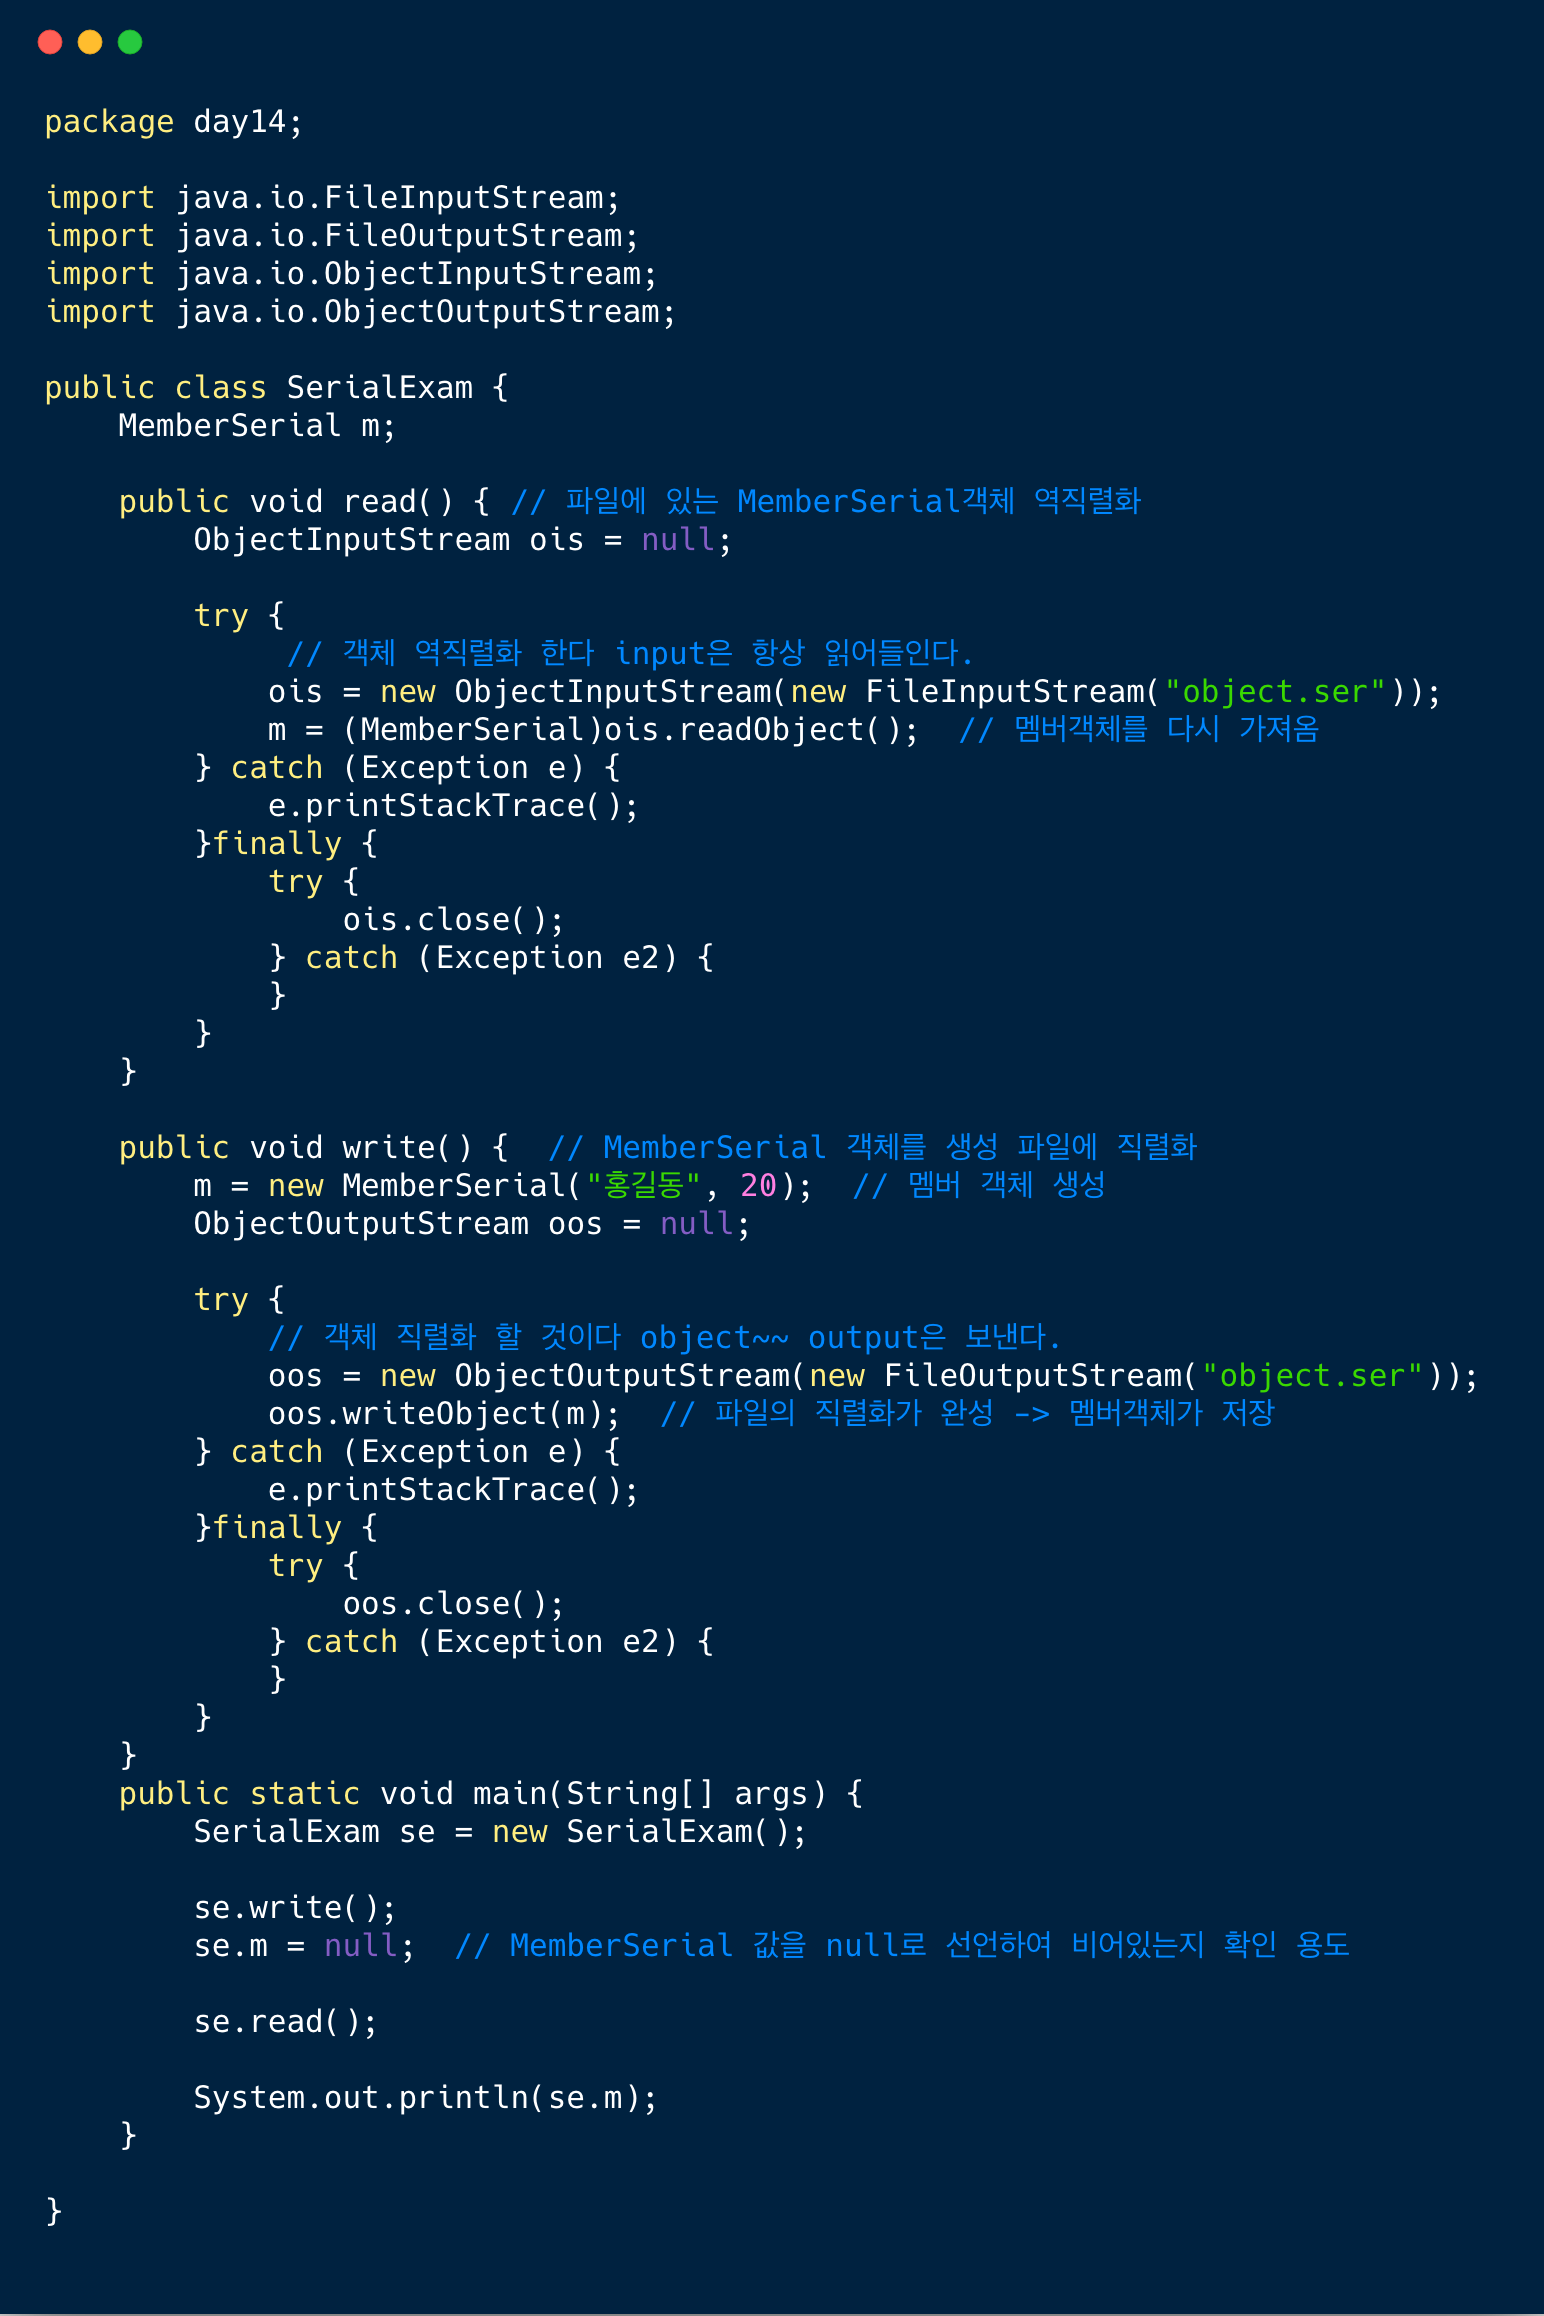 package day14;
import java.io.FileInputStream;
import java.io.FileOutputStream;
import java.io.ObjectInputStream;
import java.io.ObjectOutputStream;
public class SerialExam {
    MemberSerial m;
    public void read() { // 파일에 있는 MemberSerial객체 역직렬화
        ObjectInputStream ois = null;
        try {
             // 객체 역직렬화 한다 input은 항상 읽어들인다.
            ois = new ObjectInputStream(new FileInputStream("object.ser"));
            m = (MemberSerial)ois.readObject();  // 멤버객체를 다시 가져옴
        } catch (Exception e) {
            e.printStackTrace();
        }finally {
            try {
                ois.close();
            } catch (Exception e2) {
            }
        }
    }
    public void write() {  // MemberSerial 객체를 생성 파일에 직렬화
        m = new MemberSerial("홍길동", 20);  // 멤버 객체 생성
        ObjectOutputStream oos = null;
        try {
            // 객체 직렬화 할 것이다 object~~ output은 보낸다.
            oos = new ObjectOutputStream(new FileOutputStream("object.ser"));
            oos.writeObject(m);  // 파일의 직렬화가 완성 -> 멤버객체가 저장
        } catch (Exception e) {
            e.printStackTrace();
        }finally {
            try {
                oos.close();
            } catch (Exception e2) {
            }
        }
    }
    public static void main(String[] args) {
        SerialExam se = new SerialExam();
        se.write();
        se.m = null;  // MemberSerial 값을 null로 선언하여 비어있는지 확인 용도
        se.read();
        System.out.println(se.m);
    }
}